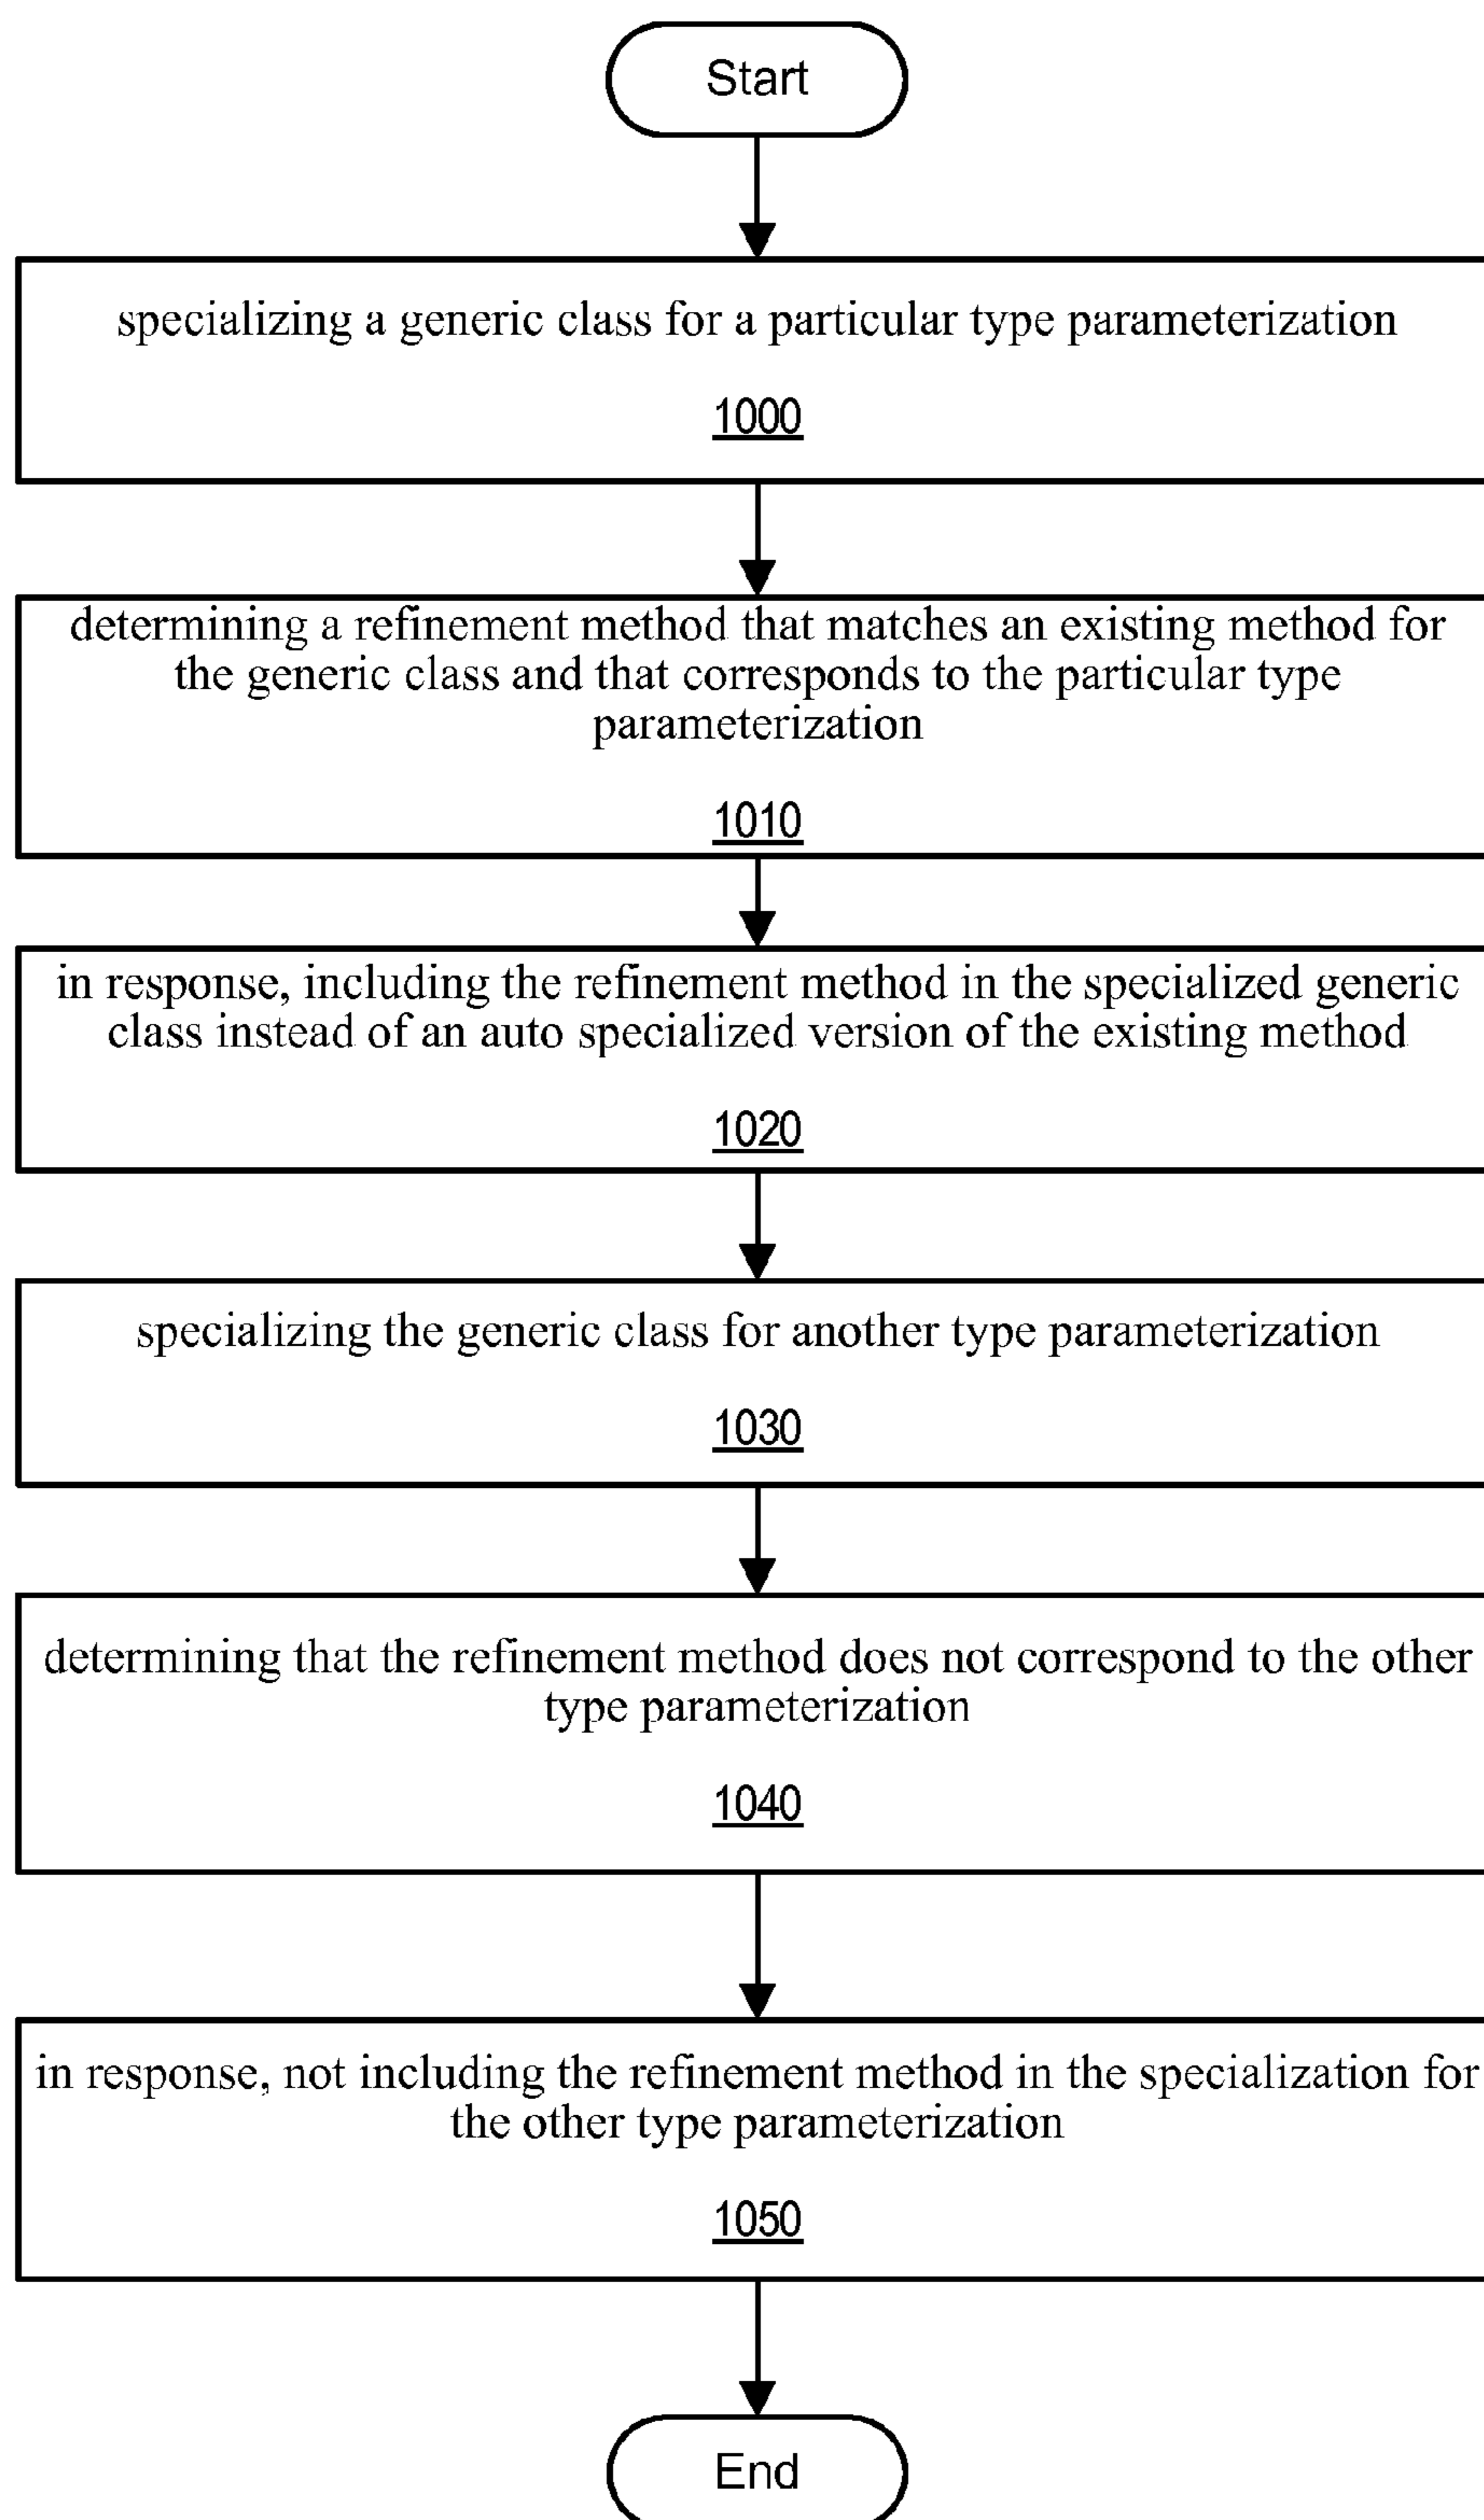 Start
specializing a generic class for a particular type parameterization
1000
determining a refinement method that matches an existing method for
the generic class and that corresponds to the particular type
parameterization
1010
in response, including the refinement method in the specialized generic
class instead of an auto specialized version of the existing method
1020
specializing the generic class for another type parameterization
1030
determining that the refinement method does not correspond to the other
type parameterization
1040
in response, not including the refinement method in the specialization for
the other type parameterization
1050
End